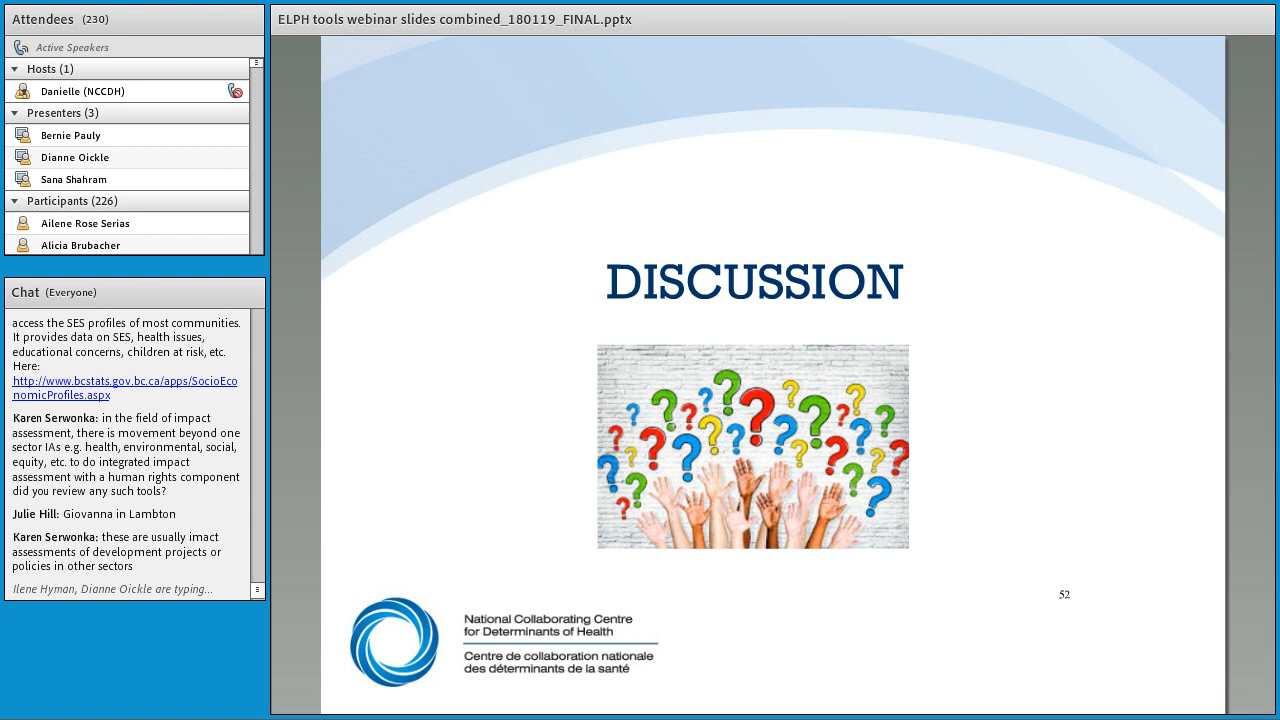 Attendees (230)
Active Speakers
Hosts (1)
Danielle (NCCDH)
Presenters (3)
Bernie Pauly
Dianne Oickle
Sana Shahram
Participants (226)
Ailene Rose Serias
Alicia Brubacher
Chat (Everyone)
access the SES profiles of most communities.
It provides data on SES, health issues,
educational concerns, children at risk, etc.
Here:
http://www.bcstats.gov.bc.ca/apps/SocioEco
nomicProfiles.aspx
Karen Serwonka: in the field of impact
assessment, there is movement beyond one
sector IAs e.g. health, environmental, social,
equity, etc. to do integrated impact
assessment with a human rights component
did you review any such tools?
Julie Hill: Giovanna in Lambton
Karen Serwonka: these are usually impact
assessments of development projects or
policies in other sectors
Ilene Hyman, Dianne Oickle are typing...
ELPH tools webinar slides combined_180119_FINAL.pptx
DISCUSSION
52
National Collaborating Centre
for Determinants of Health
Centre de collaboration nationale
des déterminants de la santé